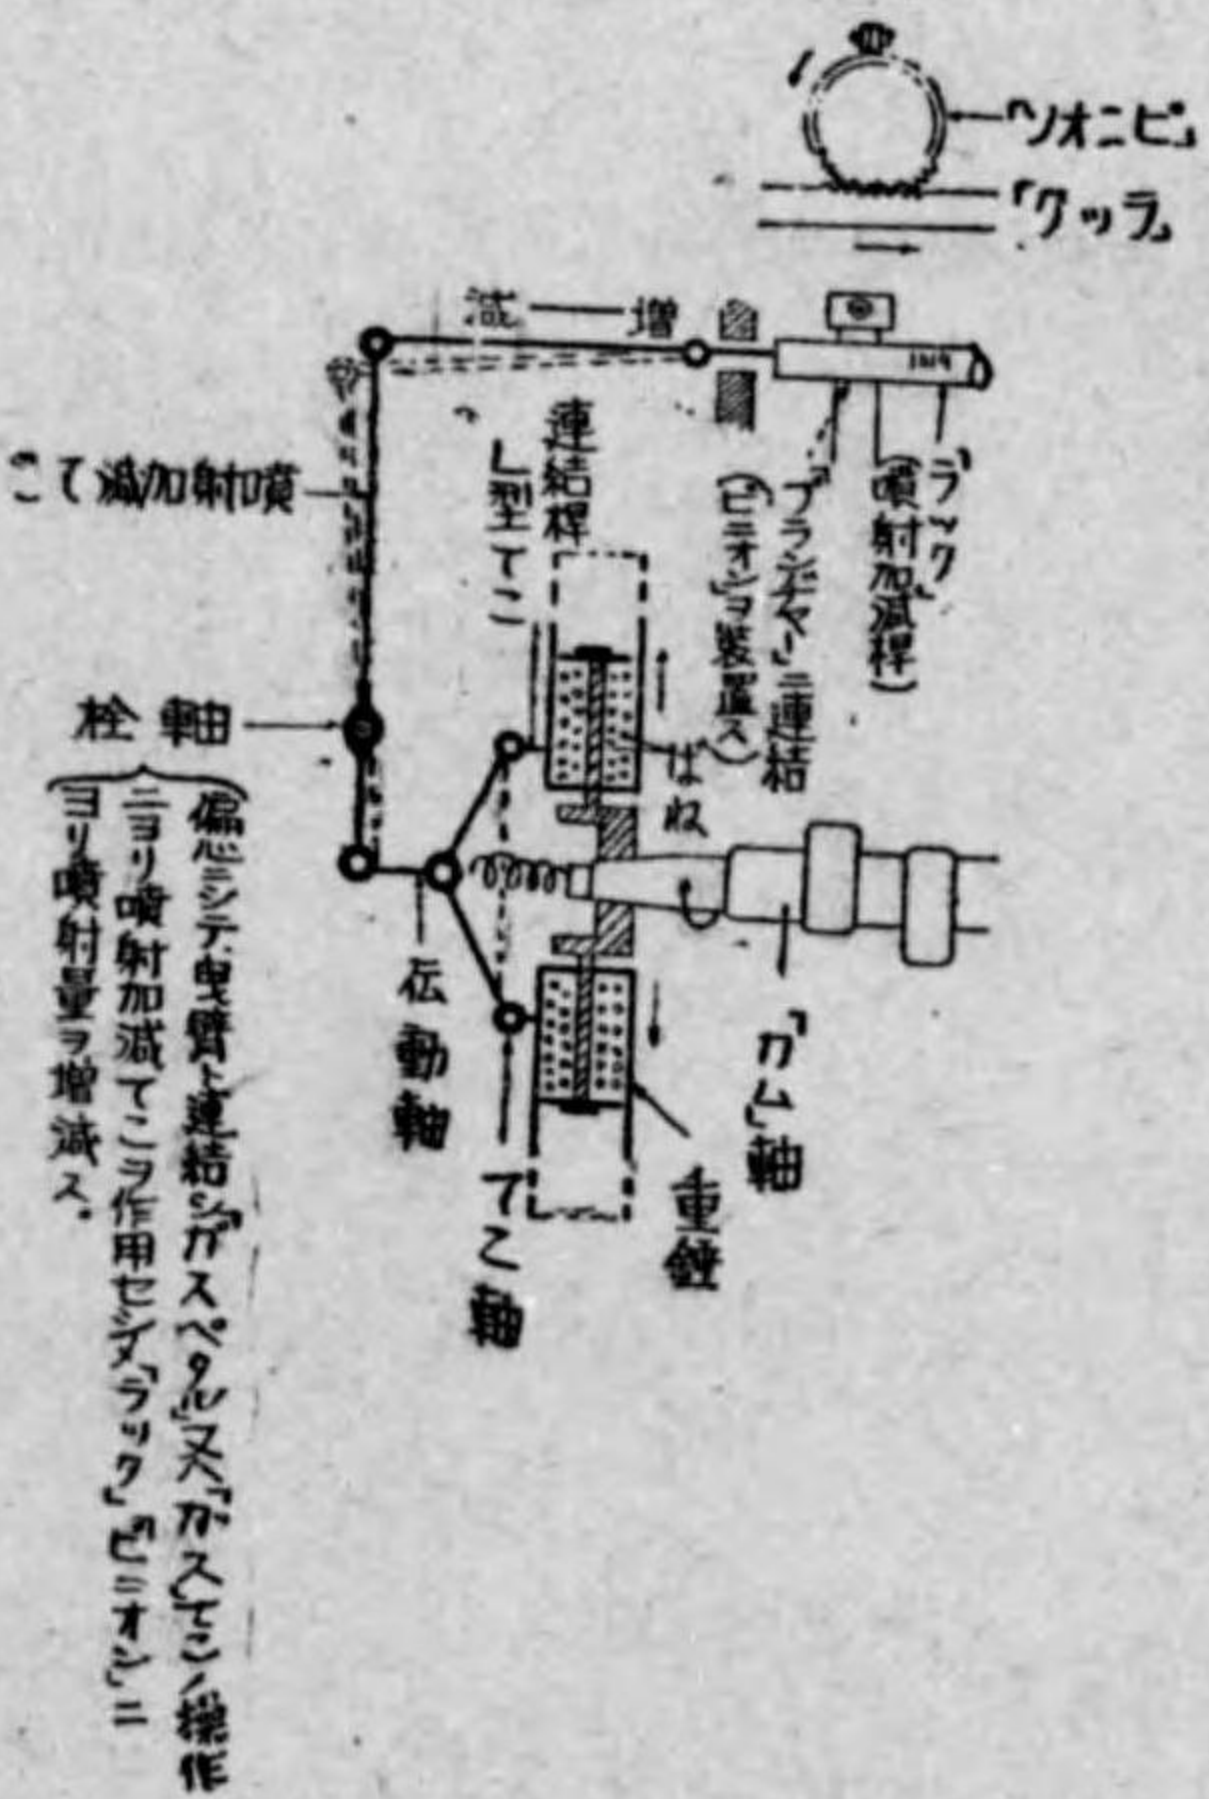 「ピニオン」
「ラック」
増——減
「ラック」
(噴射加減桿)
「プランヂャー」ニ連結
(「ピニオン」ヲ装置ス)
連結桿
L型てこ
噴射加減てこ
ばね
軸栓
「カム」軸
伝動軸
てこ軸
重錘
(偏心ニシテ、曳臂ト連結シ「ガスペタル」又ハ「ガス」てこノ操作
ニヨリ噴射加減てこヲ作用セシメ「ラック」「ピニオン」ニ
ヨリ噴射量ヲ増減ス。)